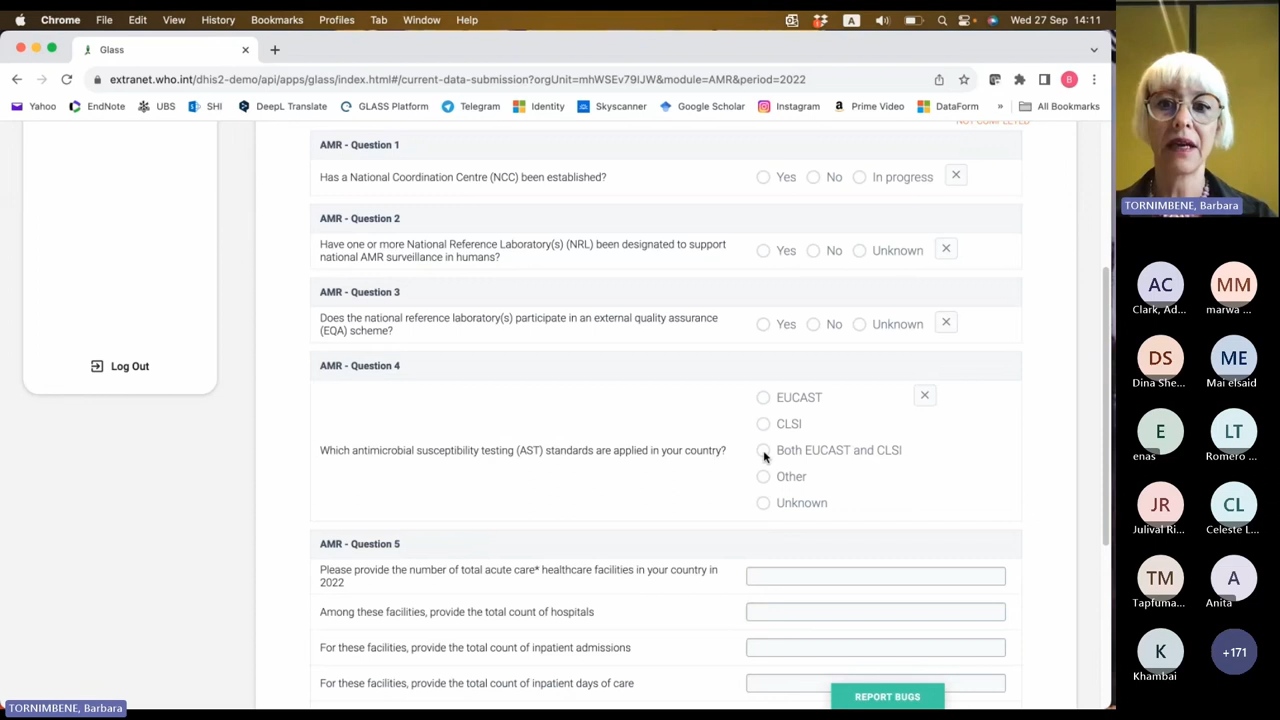 Chrome File Edit View History Bookmarks Profiles Tab Window Help A Wed 27 Sep 14:11
Glass
extranet.who.int/dhis2-demo/api/apps/glass/index.html#/current-data-submission?orgUnit=mhWSEv79IJW&module=AMR&period=2022
B
Yahoo EndNote UBS SHI DeepL Translate GLASS Platform Telegram Identity Skyscanner Google Scholar Instagram Prime Video DataForm » All Bookmarks
NOT COMPLETED
AMR - Question 1
Has a National Coordination Centre (NCC) been established? Yes No In progress
AMR - Question 2
Have one or more National Reference Laboratory(s) (NRL) been designated to support
national AMR surveillance in humans?
Yes No Unknown
AMR - Question 3
Does the national reference laboratory(s) participate in an external quality assurance
(EQA) scheme?
Yes No Unknown
Log Out
AMR - Question 4
Which antimicrobial susceptibility testing (AST) standards are applied in your country?
EUCAST
CLSI
Both EUCAST and CLSI
Other
Unknown
AMR - Question 5
Please provide the number of total acute care* healthcare facilities in your country in
2022
Among these facilities, provide the total count of hospitals
For these facilities, provide the total count of inpatient admissions
For these facilities, provide the total count of inpatient days of care
REPORT BUGS
TORNIMBENE, Barbara
TORNIMBENE, Barbara
AC MM
Clark, Ad... marwa ...
DS ME
Dina She... Mai elsaid
E LT
enas Romero ...
JR CL
Julival Ri... Celeste L...
TM A
Tapfuma... Anita
K +171
Khambai